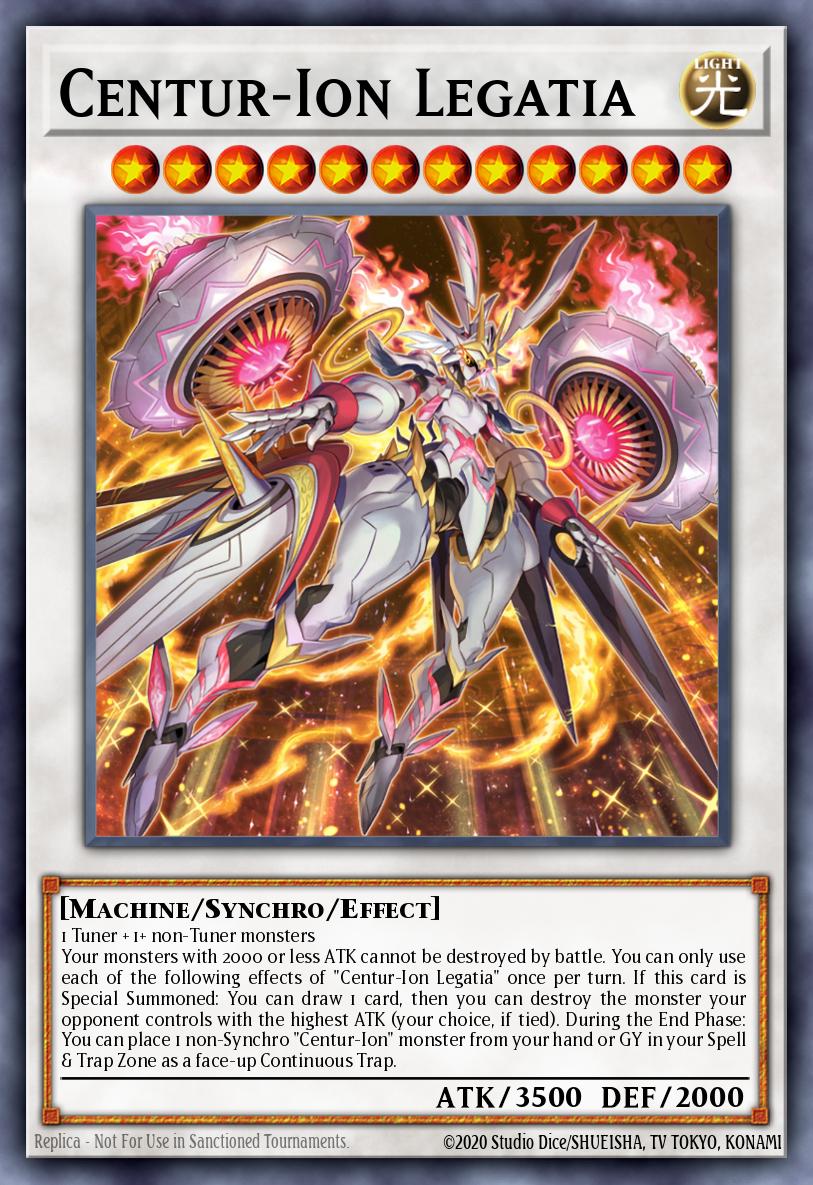 Centur-Ion Legatia
LIGHT
光
[Machine/Synchro/Effect]
1 Tuner + 1+ non-Tuner monsters
Your monsters with 2000 or less ATK cannot be destroyed by battle. You can only use
each of the following effects of "Centur-Ion Legatia" once per turn. If this card is
Special Summoned: You can draw 1 card, then you can destroy the monster your
opponent controls with the highest ATK (your choice, if tied). During the End Phase:
You can place 1 non-Synchro "Centur-Ion" monster from your hand or GY in your Spell
& Trap Zone as a face-up Continuous Trap.
ATK/3500 DEF/2000
Replica - Not For Use in Sanctioned Tournaments.
©2020 Studio Dice/SHUEISHA, TV TOKYO, KONAMI